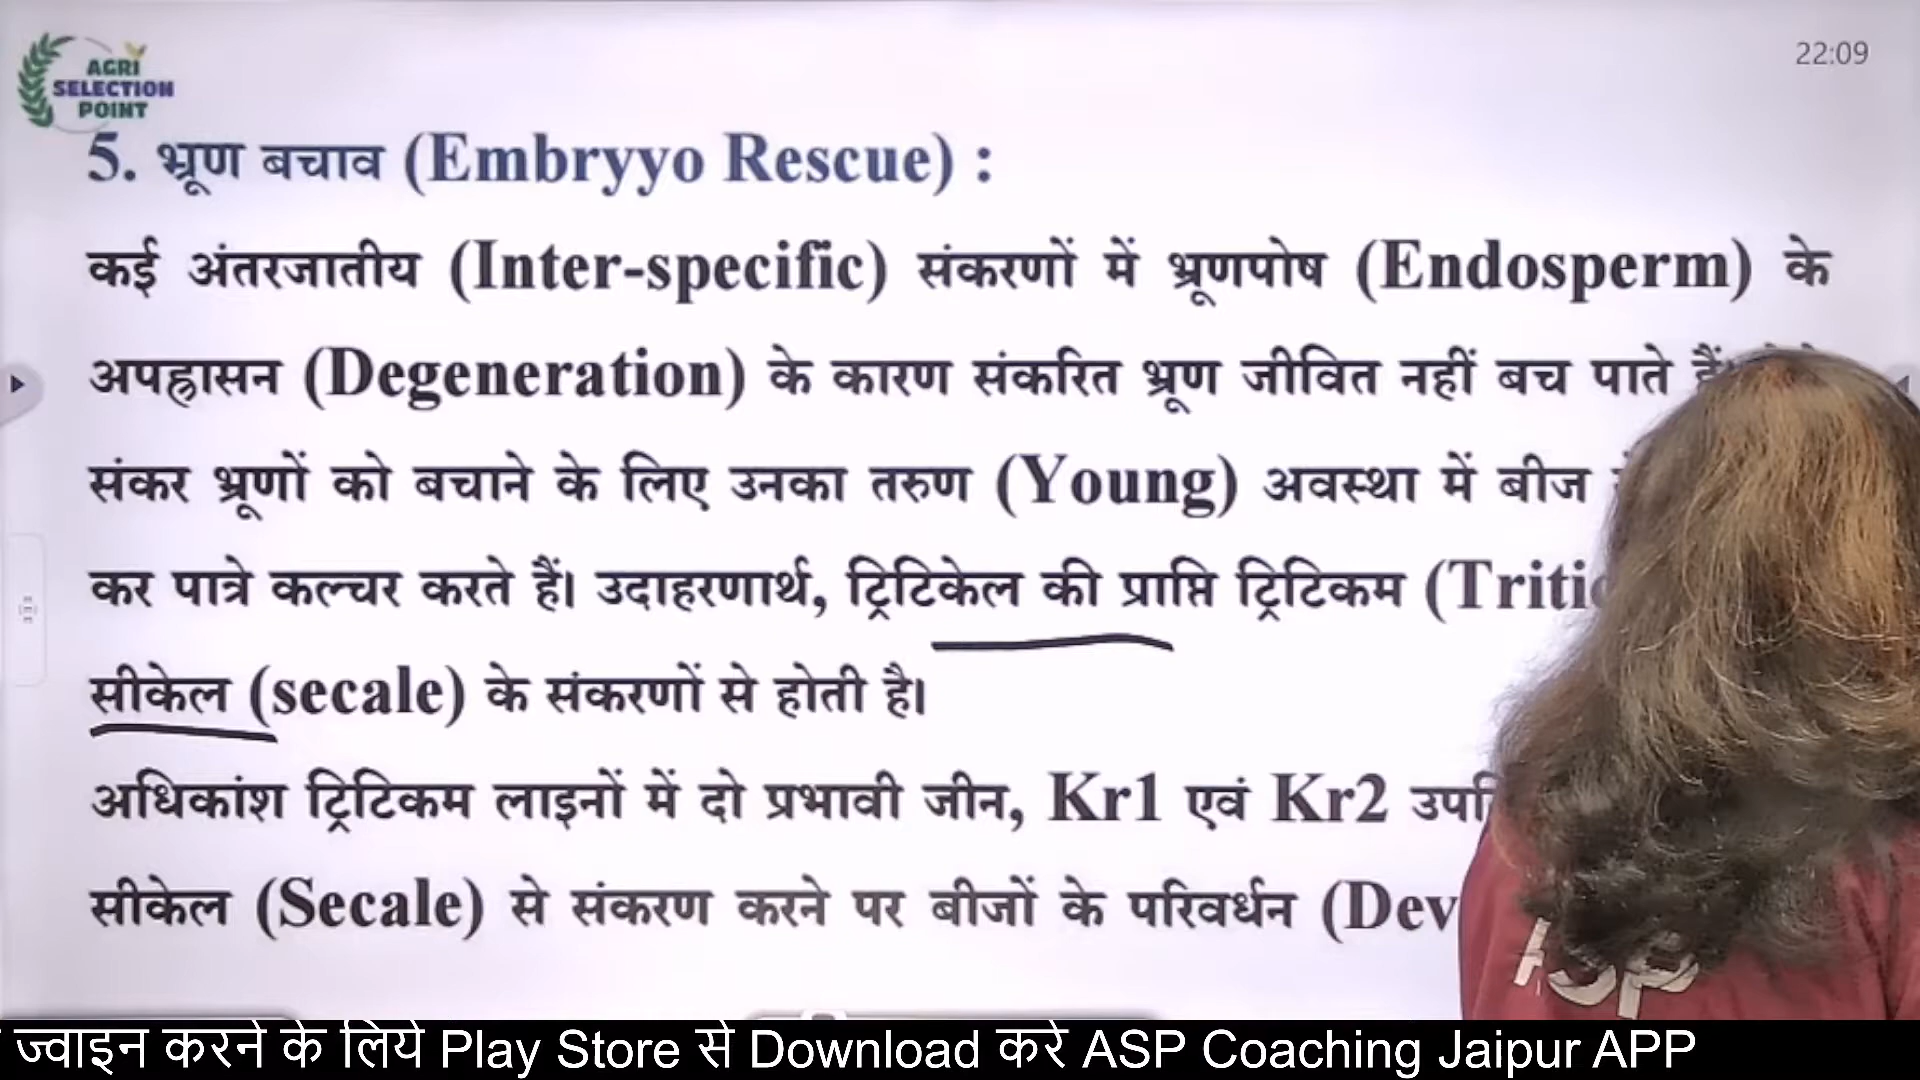 AGRI
SELECTION
POINT
22:09
5. भ्रूण बचाव (Embryyo Rescue) :
कई अंतरजातीय (Inter-specific) संकरणों में भ्रूणपोष (Endosperm) के
अपह्रासन (Degeneration) के कारण संकरित भ्रूण जीवित नहीं बच पाते हैं।
संकर भ्रूणों को बचाने के लिए उनका तरुण (Young) अवस्था में बीज
कर पात्रे कल्चर करते हैं। उदाहरणार्थ, ट्रिटिकेल की प्राप्ति ट्रिटिकम (Tritic
सीकेल (secale) के संकरणों से होती है।
अधिकांश ट्रिटिकम लाइनों में दो प्रभावी जीन, Kr1 एवं Kr2
सीकेल (Secale) से संकरण करने पर बीजों के परिवर्धन (Dev
ASP
ज्वाइन करने के लिये Play Store से Download करे ASP Coaching Jaipur APP